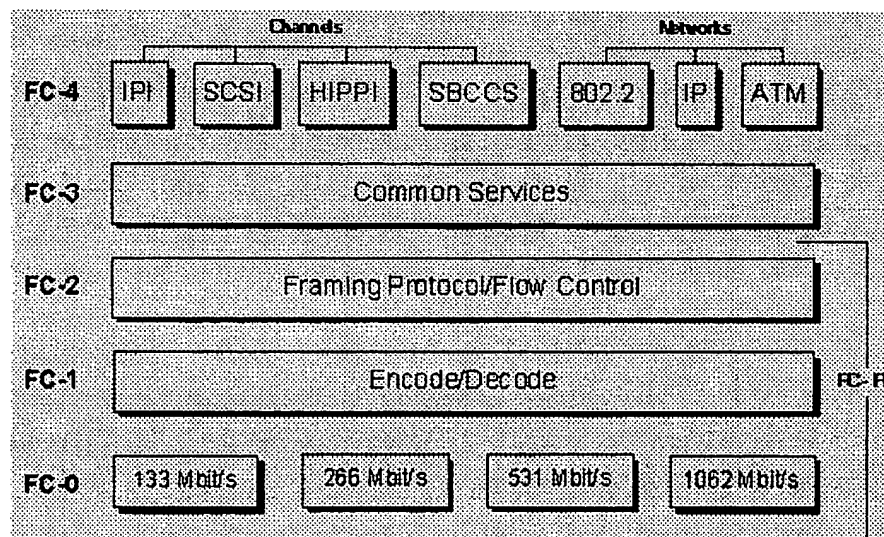 Channels Networks
FC-4 IPI SCSI HIPPI SBCCS 802.2 IP ATM
FC-3 Common Services
FC-2 Framing Protocol/Flow Control
FC-1 Encode/Decode
FC-0 133 Mbit/s 266 Mbit/s 531 Mbit/s 1062 Mbit/s